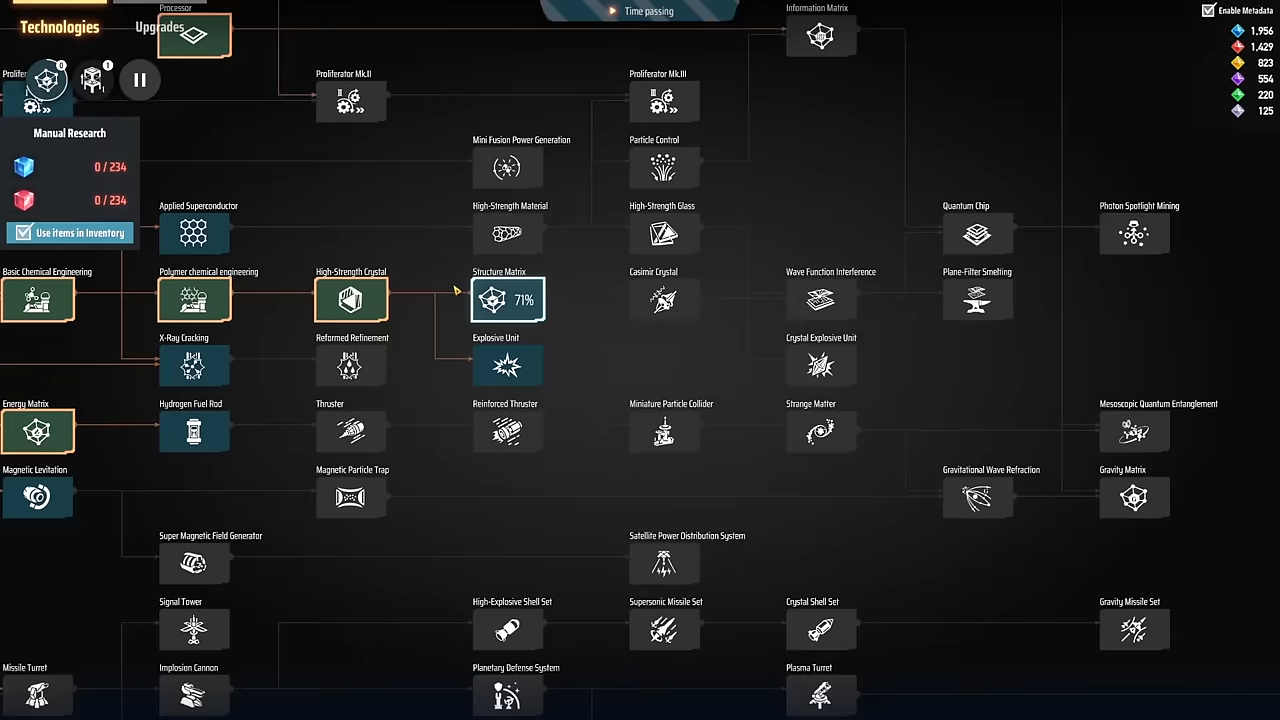 Processor
Time passing
Information Matrix
Enable Metadata
Technologies
Upgrades
1.956
1.429
823
554
220
125
Proliferator Mk.II
Proliferator Mk.III
0
1
Manual Research
0 / 234
0 / 234
Use items in Inventory
Mini Fusion Power Generation
Particle Control
Applied Superconductor
High-Strength Material
High-Strength Glass
Quantum Chip
Photon Spotlight Mining
Basic Chemical Engineering
Polymer chemical engineering
High-Strength Crystal
Structure Matrix
Casimir Crystal
Wave Function Interference
Plane-Filter Smelting
71%
X-Ray Cracking
Reformed Refinement
Explosive Unit
Crystal Explosive Unit
Energy Matrix
Hydrogen Fuel Rod
Thruster
Reinforced Thruster
Miniature Particle Collider
Strange Matter
Mesoscopic Quantum Entanglement
Magnetic Levitation
Magnetic Particle Trap
Gravitational Wave Refraction
Gravity Matrix
Super Magnetic Field Generator
Satellite Power Distribution System
Signal Tower
High-Explosive Shell Set
Supersonic Missile Set
Crystal Shell Set
Gravity Missile Set
Missile Turret
Implosion Cannon
Planetary Defense System
Plasma Turret